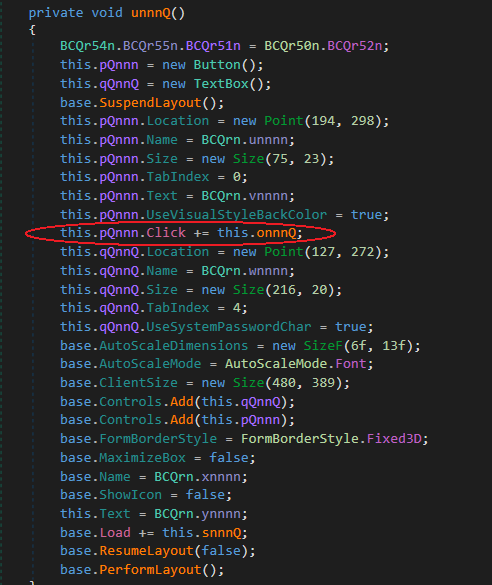 private void unnnQ()
{
BCQr54n.BCQr55n.BCQr51n = BCQr50n.BCQr52n;
this.pQnnn = new Button();
this.qQnnQ = new TextBox();
base.SuspendLayout();
this.pQnnn.Location = new Point(194, 298);
this.pQnnn.Name = BCQrn.unnnn;
this.pQnnn.Size = new Size(75, 23);
this.pQnnn.TabIndex = 0;
this.pQnnn.Text = BCQrn.vnnnn;
this.pQnnn.UseVisualStyleBackColor = true;
this.pQnnn.Click += this.onnnQ;
this.qQnnQ.Location = new Point(127, 272);
this.qQnnQ.Name = BCQrn.wnnnn;
this.qQnnQ.Size = new Size(216, 20);
this.qQnnQ.TabIndex = 4;
this.qQnnQ.UseSystemPasswordChar = true;
base.AutoScaleDimensions = new SizeF(6f, 13f);
base.AutoScaleMode = AutoScaleMode.Font;
base.ClientSize = new Size(480, 389);
base.Controls.Add(this.qQnnQ);
base.Controls.Add(this.pQnnn);
base.FormBorderStyle = FormBorderStyle.Fixed3D;
base.MaximizeBox = false;
base.Name = BCQrn.xnnnn;
base.ShowIcon = false;
this.Text = BCQrn.ynnnn;
base.Load += this.snnnQ;
base.ResumeLayout(false);
base.PerformLayout();
}